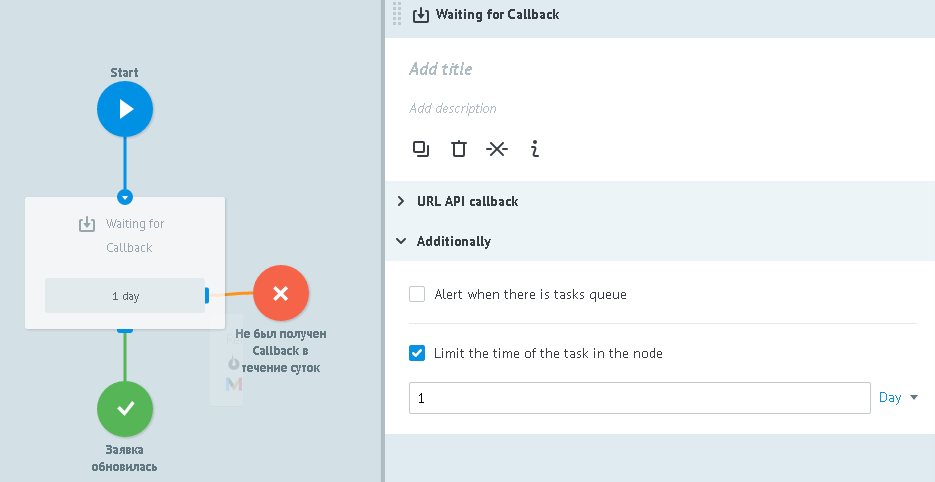 Start
Waiting for
Callback
1 day
Не был получен
Callback в
течение суток
Заявка
обновилась
Waiting for Callback
Add title
Add description
URL API callback
Additionally
Alert when there is tasks queue
Limit the time of the task in the node
1
Day